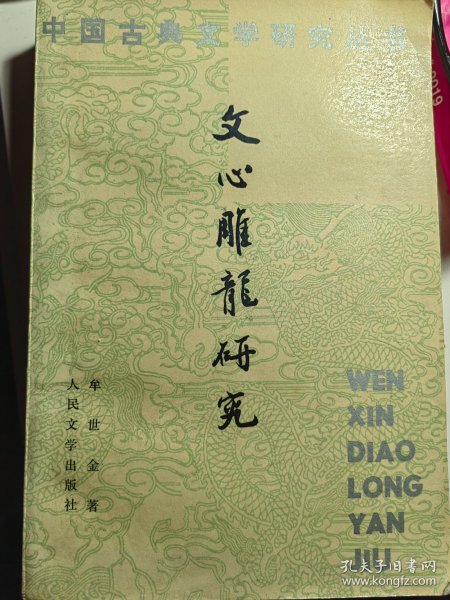 中国古典文学研究丛书
文心雕龍研究
牟世金著
人民文学出版社
WEN
XIN
DIAO
LONG
YAN
JIU
2019
孔夫子旧书网
www.kongfz.com